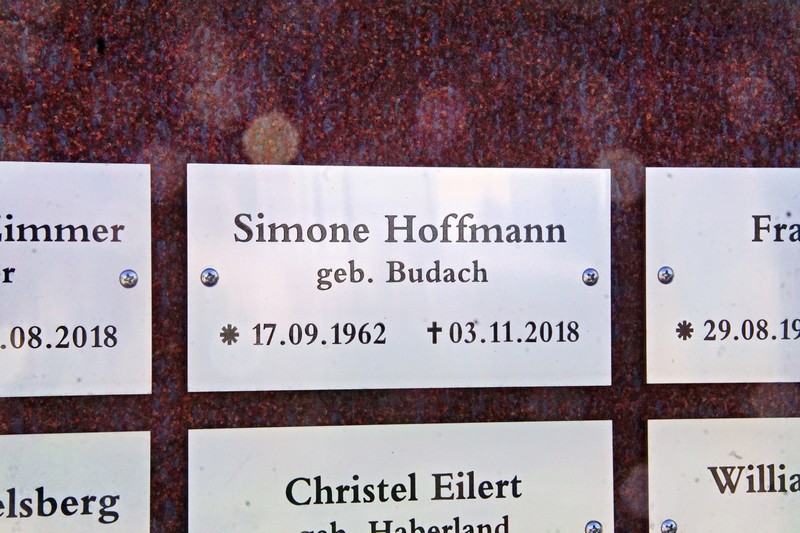 Zimmer
r
.08.2018
Simone Hoffmann
geb. Budach
* 17.09.1962 † 03.11.2018
Fra
* 29.08.19
elsberg
Christel Eilert
geb. Haberland
Willia